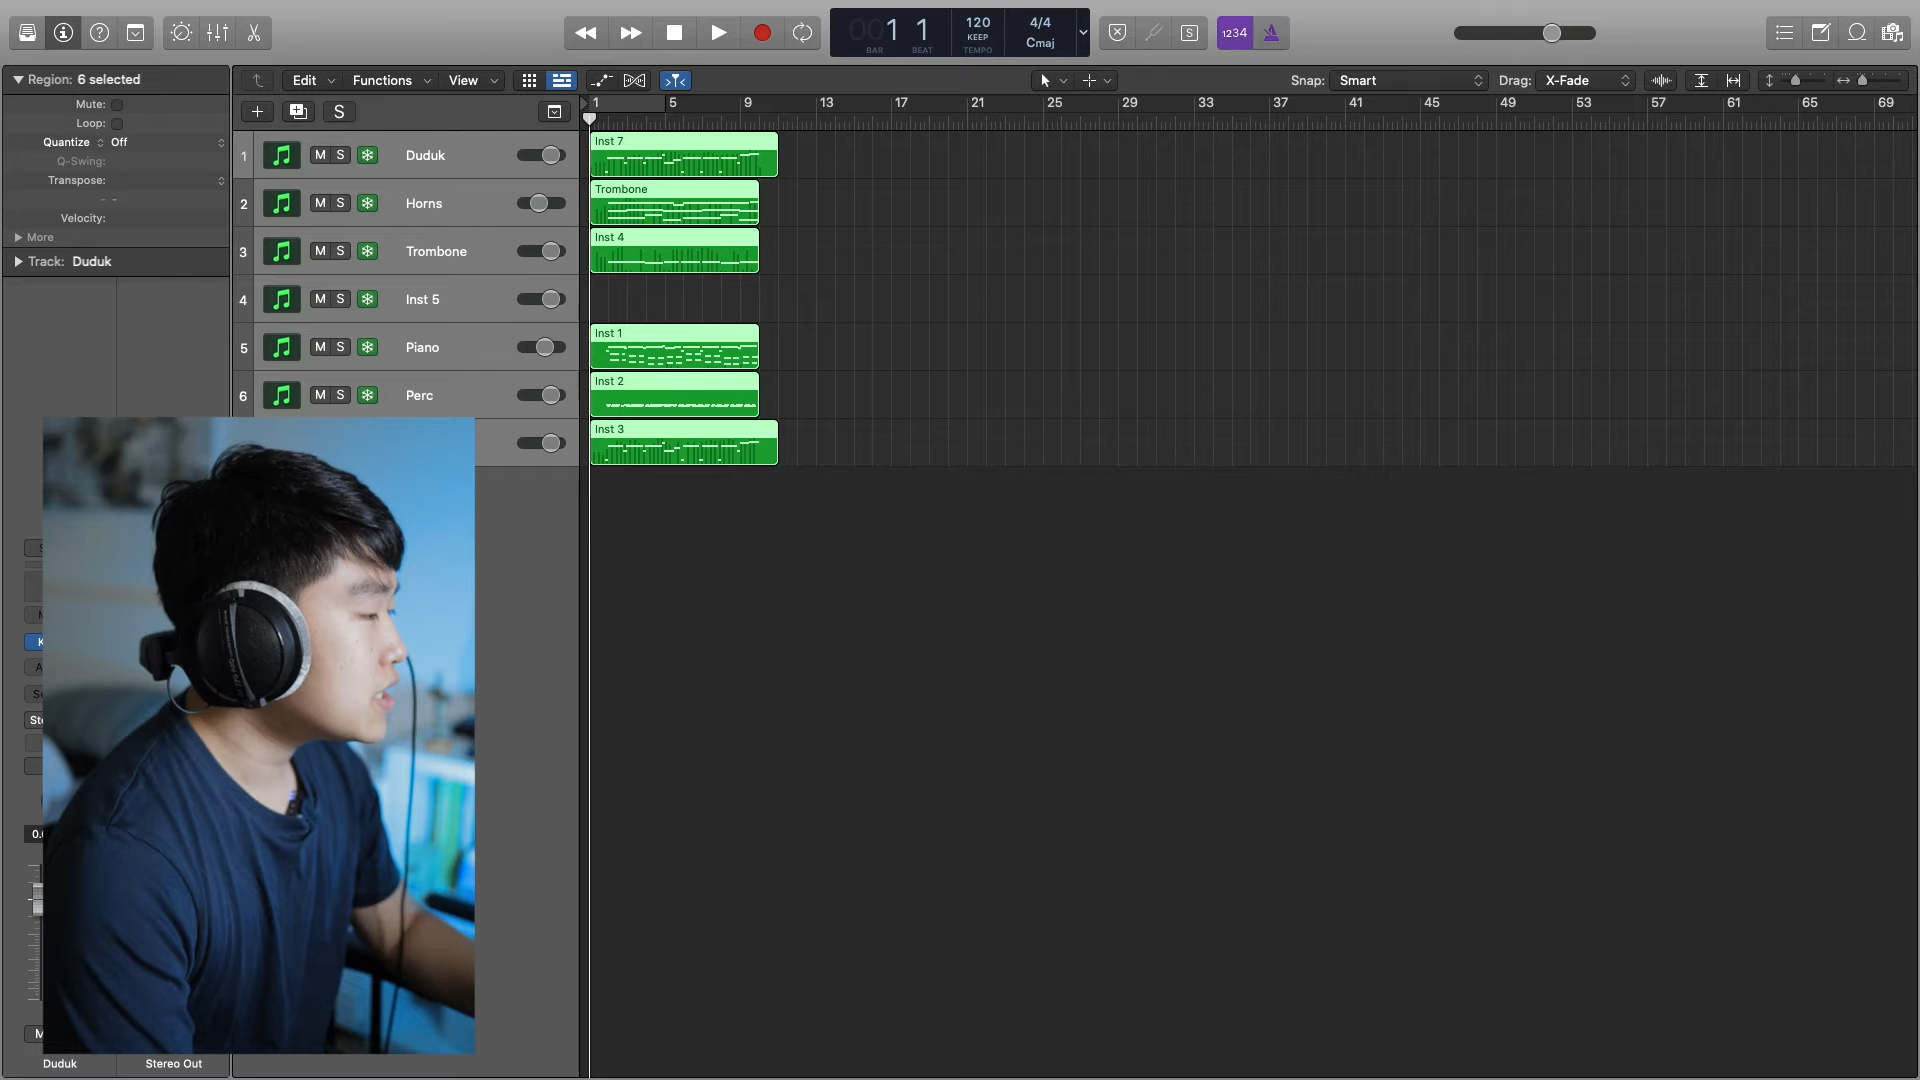 001 1
BAR BEAT
120
KEEP
TEMPO
4/4
Cmaj
S
1234
Region: 6 selected
Mute:
Loop:
Quantize Off
Q-Swing:
Transpose:
Velocity:
More
Track: Duduk
Edit Functions View
Snap: Smart
Drag: X-Fade
S
1 5 9 13 17 21 25 29 33 37 41 45 49 53 57 61 65 69
1 M S Duduk
Inst 7
2 M S Horns
Trombone
3 M S Trombone
Inst 4
4 M S Inst 5
5 M S Piano
Inst 1
6 M S Perc
Inst 2
Inst 3
Duduk
Stereo Out